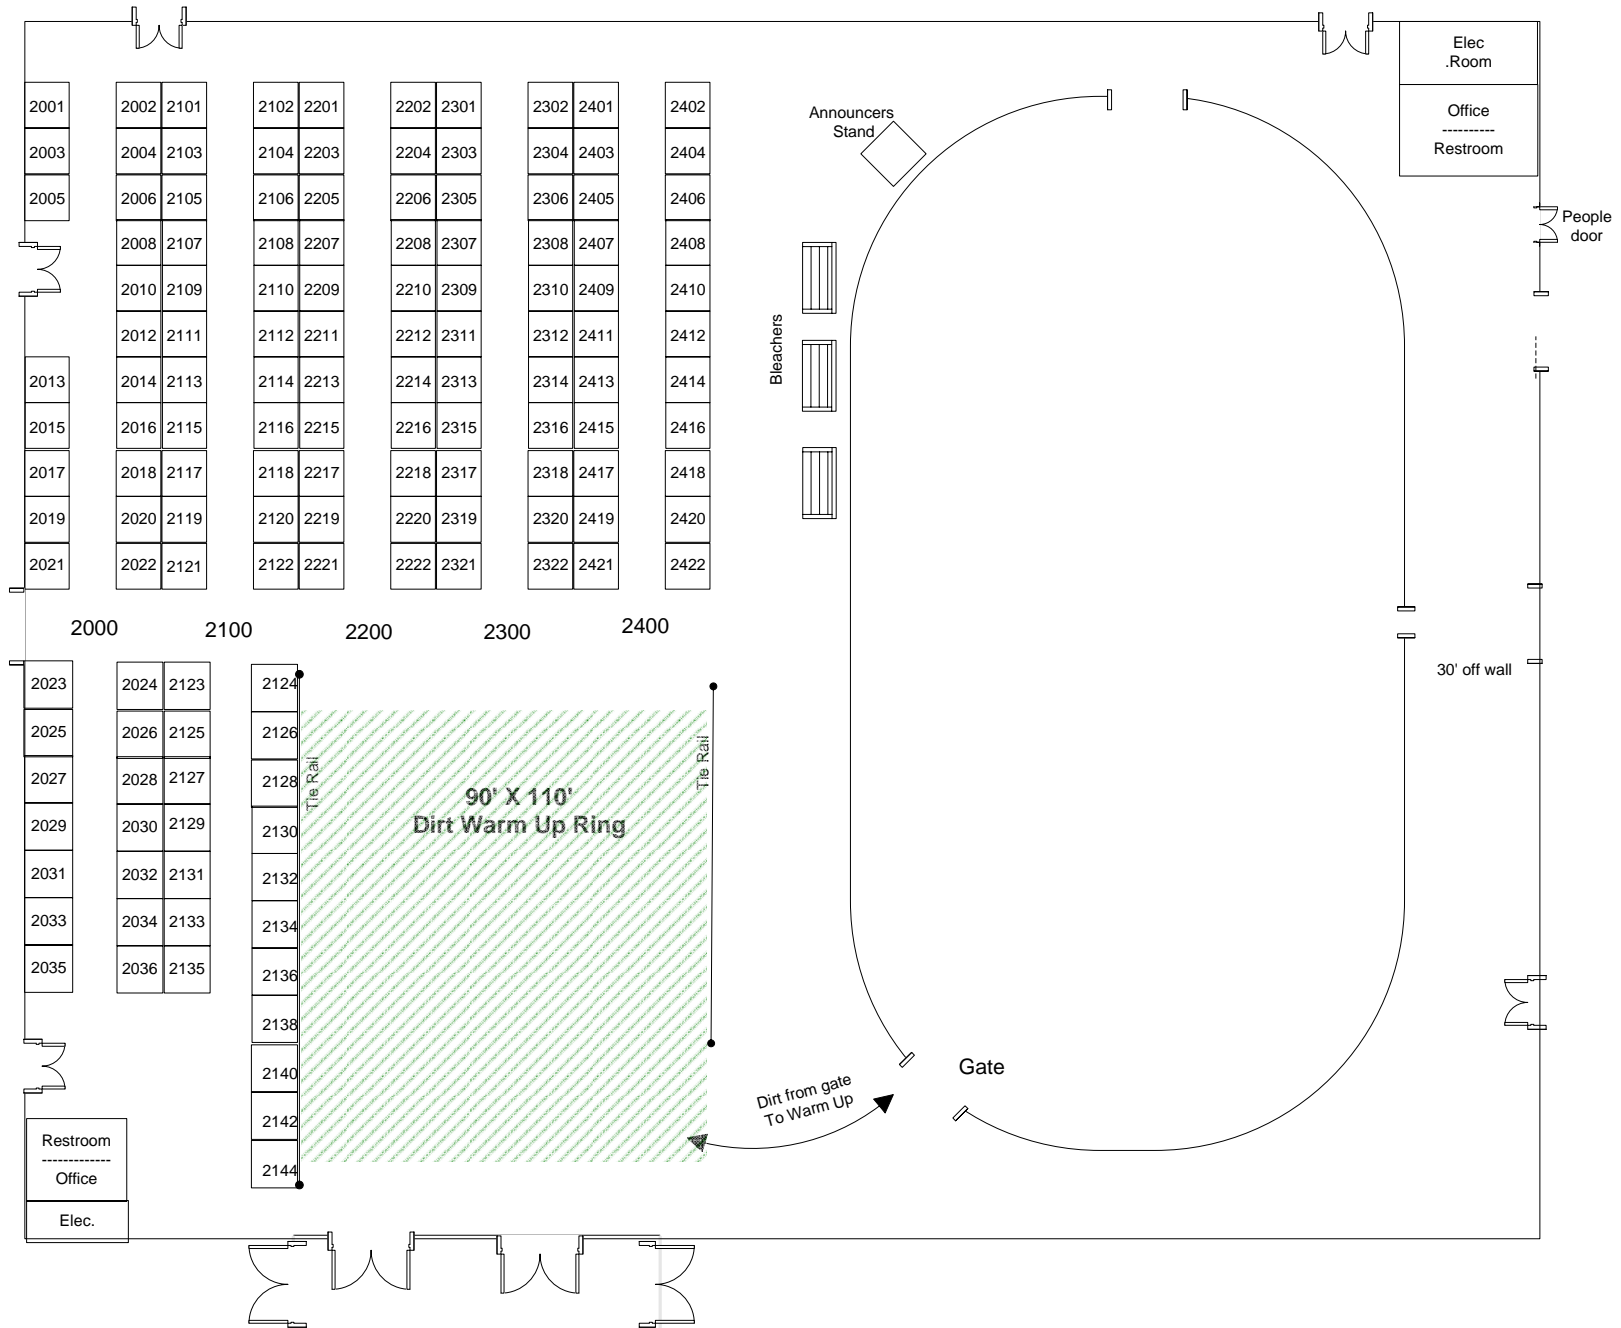 Elec
.Room
Office
----------
Restroom
People
door
Announcers
Stand
Bleachers
2001 2002 2101 2102 2201 2202 2301 2302 2401 2402
2003 2004 2103 2104 2203 2204 2303 2304 2403 2404
2005 2006 2105 2106 2205 2206 2305 2306 2405 2406
2008 2107 2108 2207 2208 2307 2308 2407 2408
2010 2109 2110 2209 2210 2309 2310 2409 2410
2012 2111 2112 2211 2212 2311 2312 2411 2412
2013 2014 2113 2114 2213 2214 2313 2314 2413 2414
2015 2016 2115 2116 2215 2216 2315 2316 2415 2416
2017 2018 2117 2118 2217 2218 2317 2318 2417 2418
2019 2020 2119 2120 2219 2220 2319 2320 2419 2420
2021 2022 2121 2122 2221 2222 2321 2322 2421 2422
2000 2100 2200 2300 2400
30' off wall
2023 2024 2123 2124
2025 2026 2125 2126
2027 2028 2127 2128
2029 2030 2129 2130
2031 2032 2131 2132
2033 2034 2133 2134
2035 2036 2135 2136
2138
2140
2142
2144
Tie Rail
Tie Rail
90' X 110'
Dirt Warm Up Ring
Gate
Dirt from gate
To Warm Up
Restroom
-------------
Office
Elec.